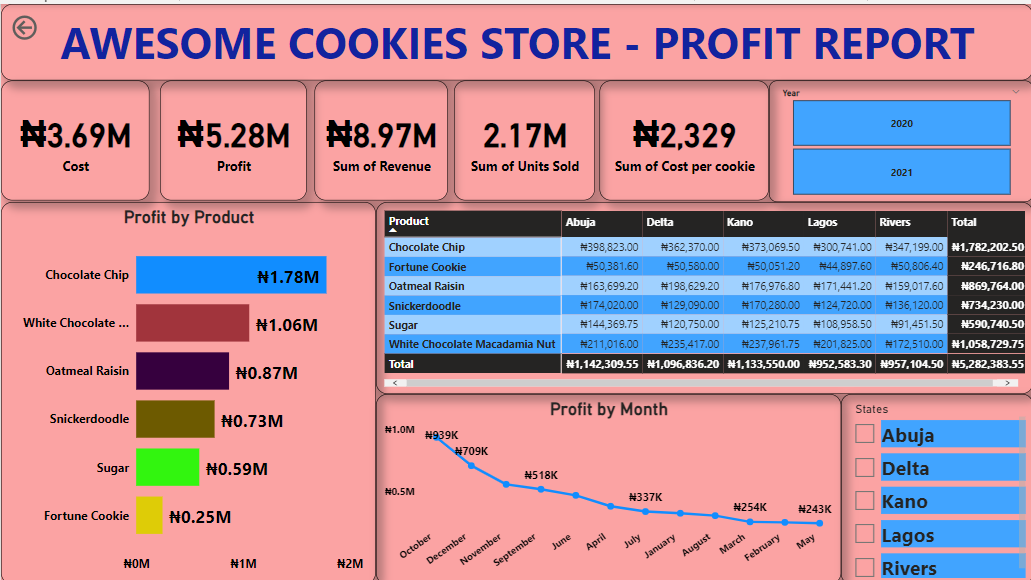 AWESOME COOKIES STORE - PROFIT REPORT
₦3.69M
Cost
₦5.28M
Profit
₦8.97M
Sum of Revenue
2.17M
Sum of Units Sold
₦2,329
Sum of Cost per cookie
Year
2020
2021
Profit by Product
Chocolate Chip ₦1.78M
White Chocolate ... ₦1.06M
Oatmeal Raisin ₦0.87M
Snickerdoodle ₦0.73M
Sugar ₦0.59M
Fortune Cookie ₦0.25M
₦0M ₦1M ₦2M
Product Abuja Delta Kano Lagos Rivers Total
Chocolate Chip ₦398,823.00 ₦362,370.00 ₦373,069.50 ₦300,741.00 ₦347,199.00 ₦1,782,202.50
Fortune Cookie ₦50,381.60 ₦50,580.00 ₦50,051.20 ₦44,897.60 ₦50,806.40 ₦246,716.80
Oatmeal Raisin ₦163,699.20 ₦198,629.20 ₦176,976.80 ₦171,441.20 ₦159,017.60 ₦869,764.00
Snickerdoodle ₦174,020.00 ₦129,090.00 ₦170,280.00 ₦124,720.00 ₦136,120.00 ₦734,230.00
Sugar ₦144,369.75 ₦120,750.00 ₦125,210.75 ₦108,958.50 ₦91,451.50 ₦590,740.50
White Chocolate Macadamia Nut ₦211,016.00 ₦235,417.00 ₦237,961.75 ₦201,825.00 ₦172,510.00 ₦1,058,729.75
Total ₦1,142,309.55 ₦1,096,836.20 ₦1,133,550.00 ₦952,583.30 ₦957,104.50 ₦5,282,383.55
Profit by Month
₦1.0M
₦0.5M
₦939K
₦709K
₦518K
₦337K
₦254K
₦243K
October December November September June April July January August March February May
States
Abuja
Delta
Kano
Lagos
Rivers